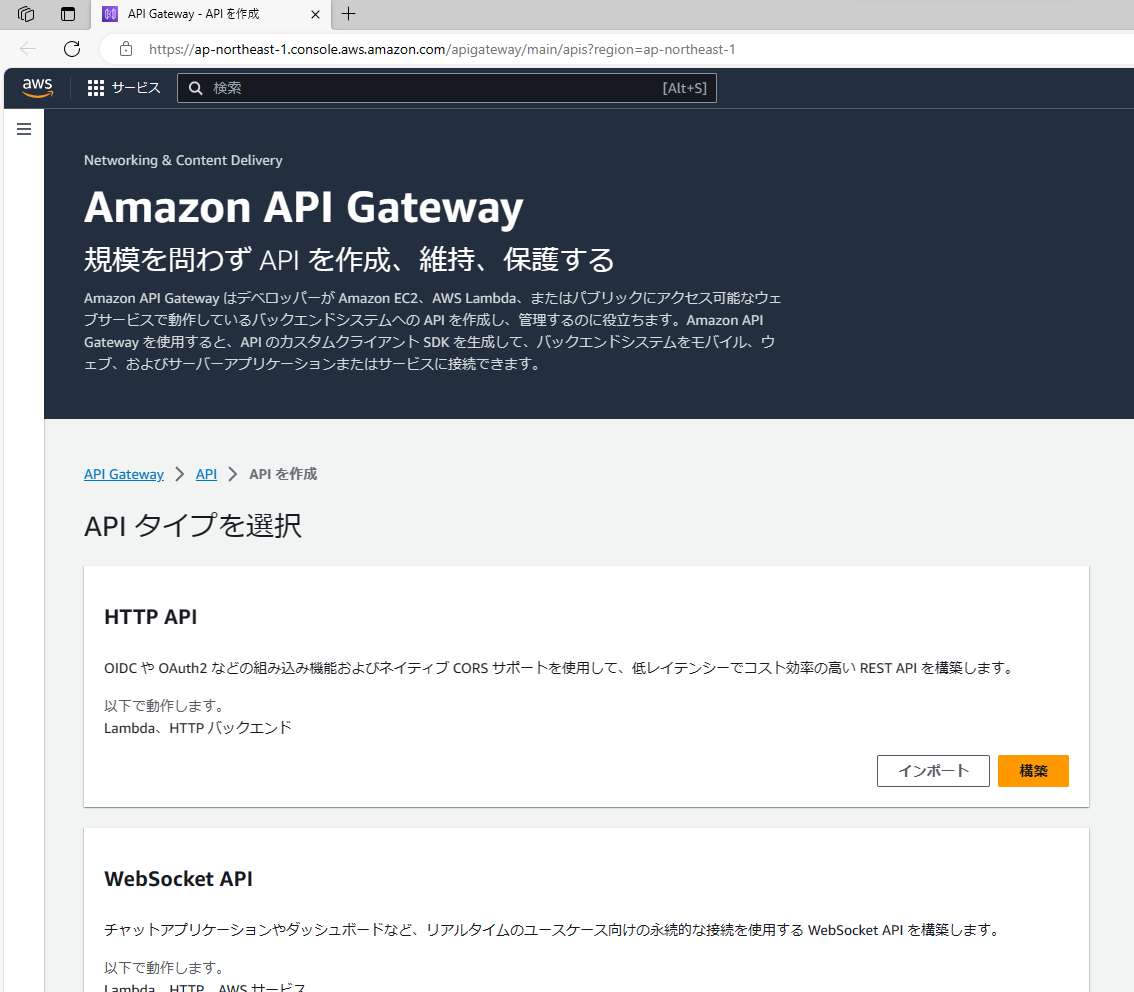 API Gateway - API を作成
https://ap-northeast-1.console.aws.amazon.com/apigateway/main/apis?region=ap-northeast-1
aws
サービス
検索
[Alt+S]
Networking & Content Delivery
Amazon API Gateway
規模を問わず API を作成、維持、保護する
Amazon API Gateway はデベロッパーが Amazon EC2、AWS Lambda、またはパブリックにアクセス可能なウェ
ブサービスで動作しているバックエンドシステムへの API を作成し、管理するのに役立ちます。Amazon API
Gateway を使用すると、API のカスタムクライアント SDK を生成して、バックエンドシステムをモバイル、ウ
ェブ、およびサーバーアプリケーションまたはサービスに接続できます。
API Gateway
API
API を作成
API タイプを選択
HTTP API
OIDC や OAuth2 などの組み込み機能およびネイティブ CORS サポートを使用して、低レイテンシーでコスト効率の高い REST API を構築します。
以下で動作します。
Lambda、HTTP バックエンド
インポート
構築
WebSocket API
チャットアプリケーションやダッシュボードなど、リアルタイムのユースケース向けの永続的な接続を使用する WebSocket API を構築します。
以下で動作します。
Lambda、HTTP、AWS サービス